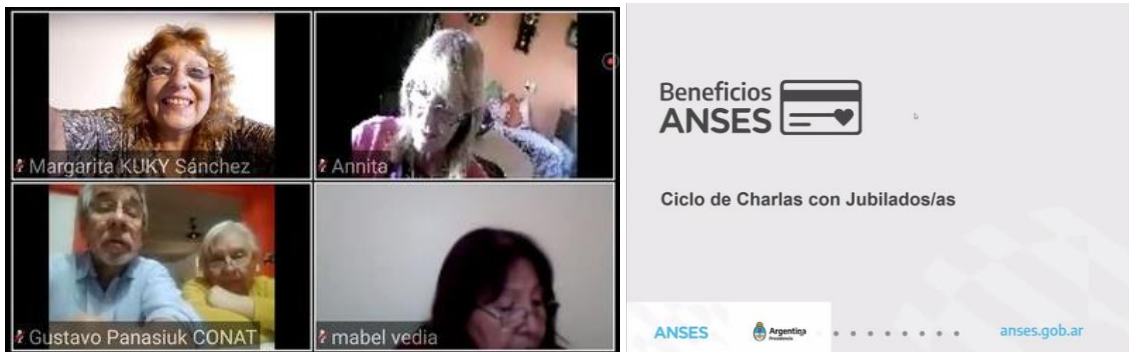 Margarita KUKY Sánchez
Annita
Gustavo Panasiuk CONAT
mabel vedia
Beneficios
ANSES
Ciclo de Charlas con Jubilados/as
ANSES
Argentina
Presidencia
anses.gob.ar